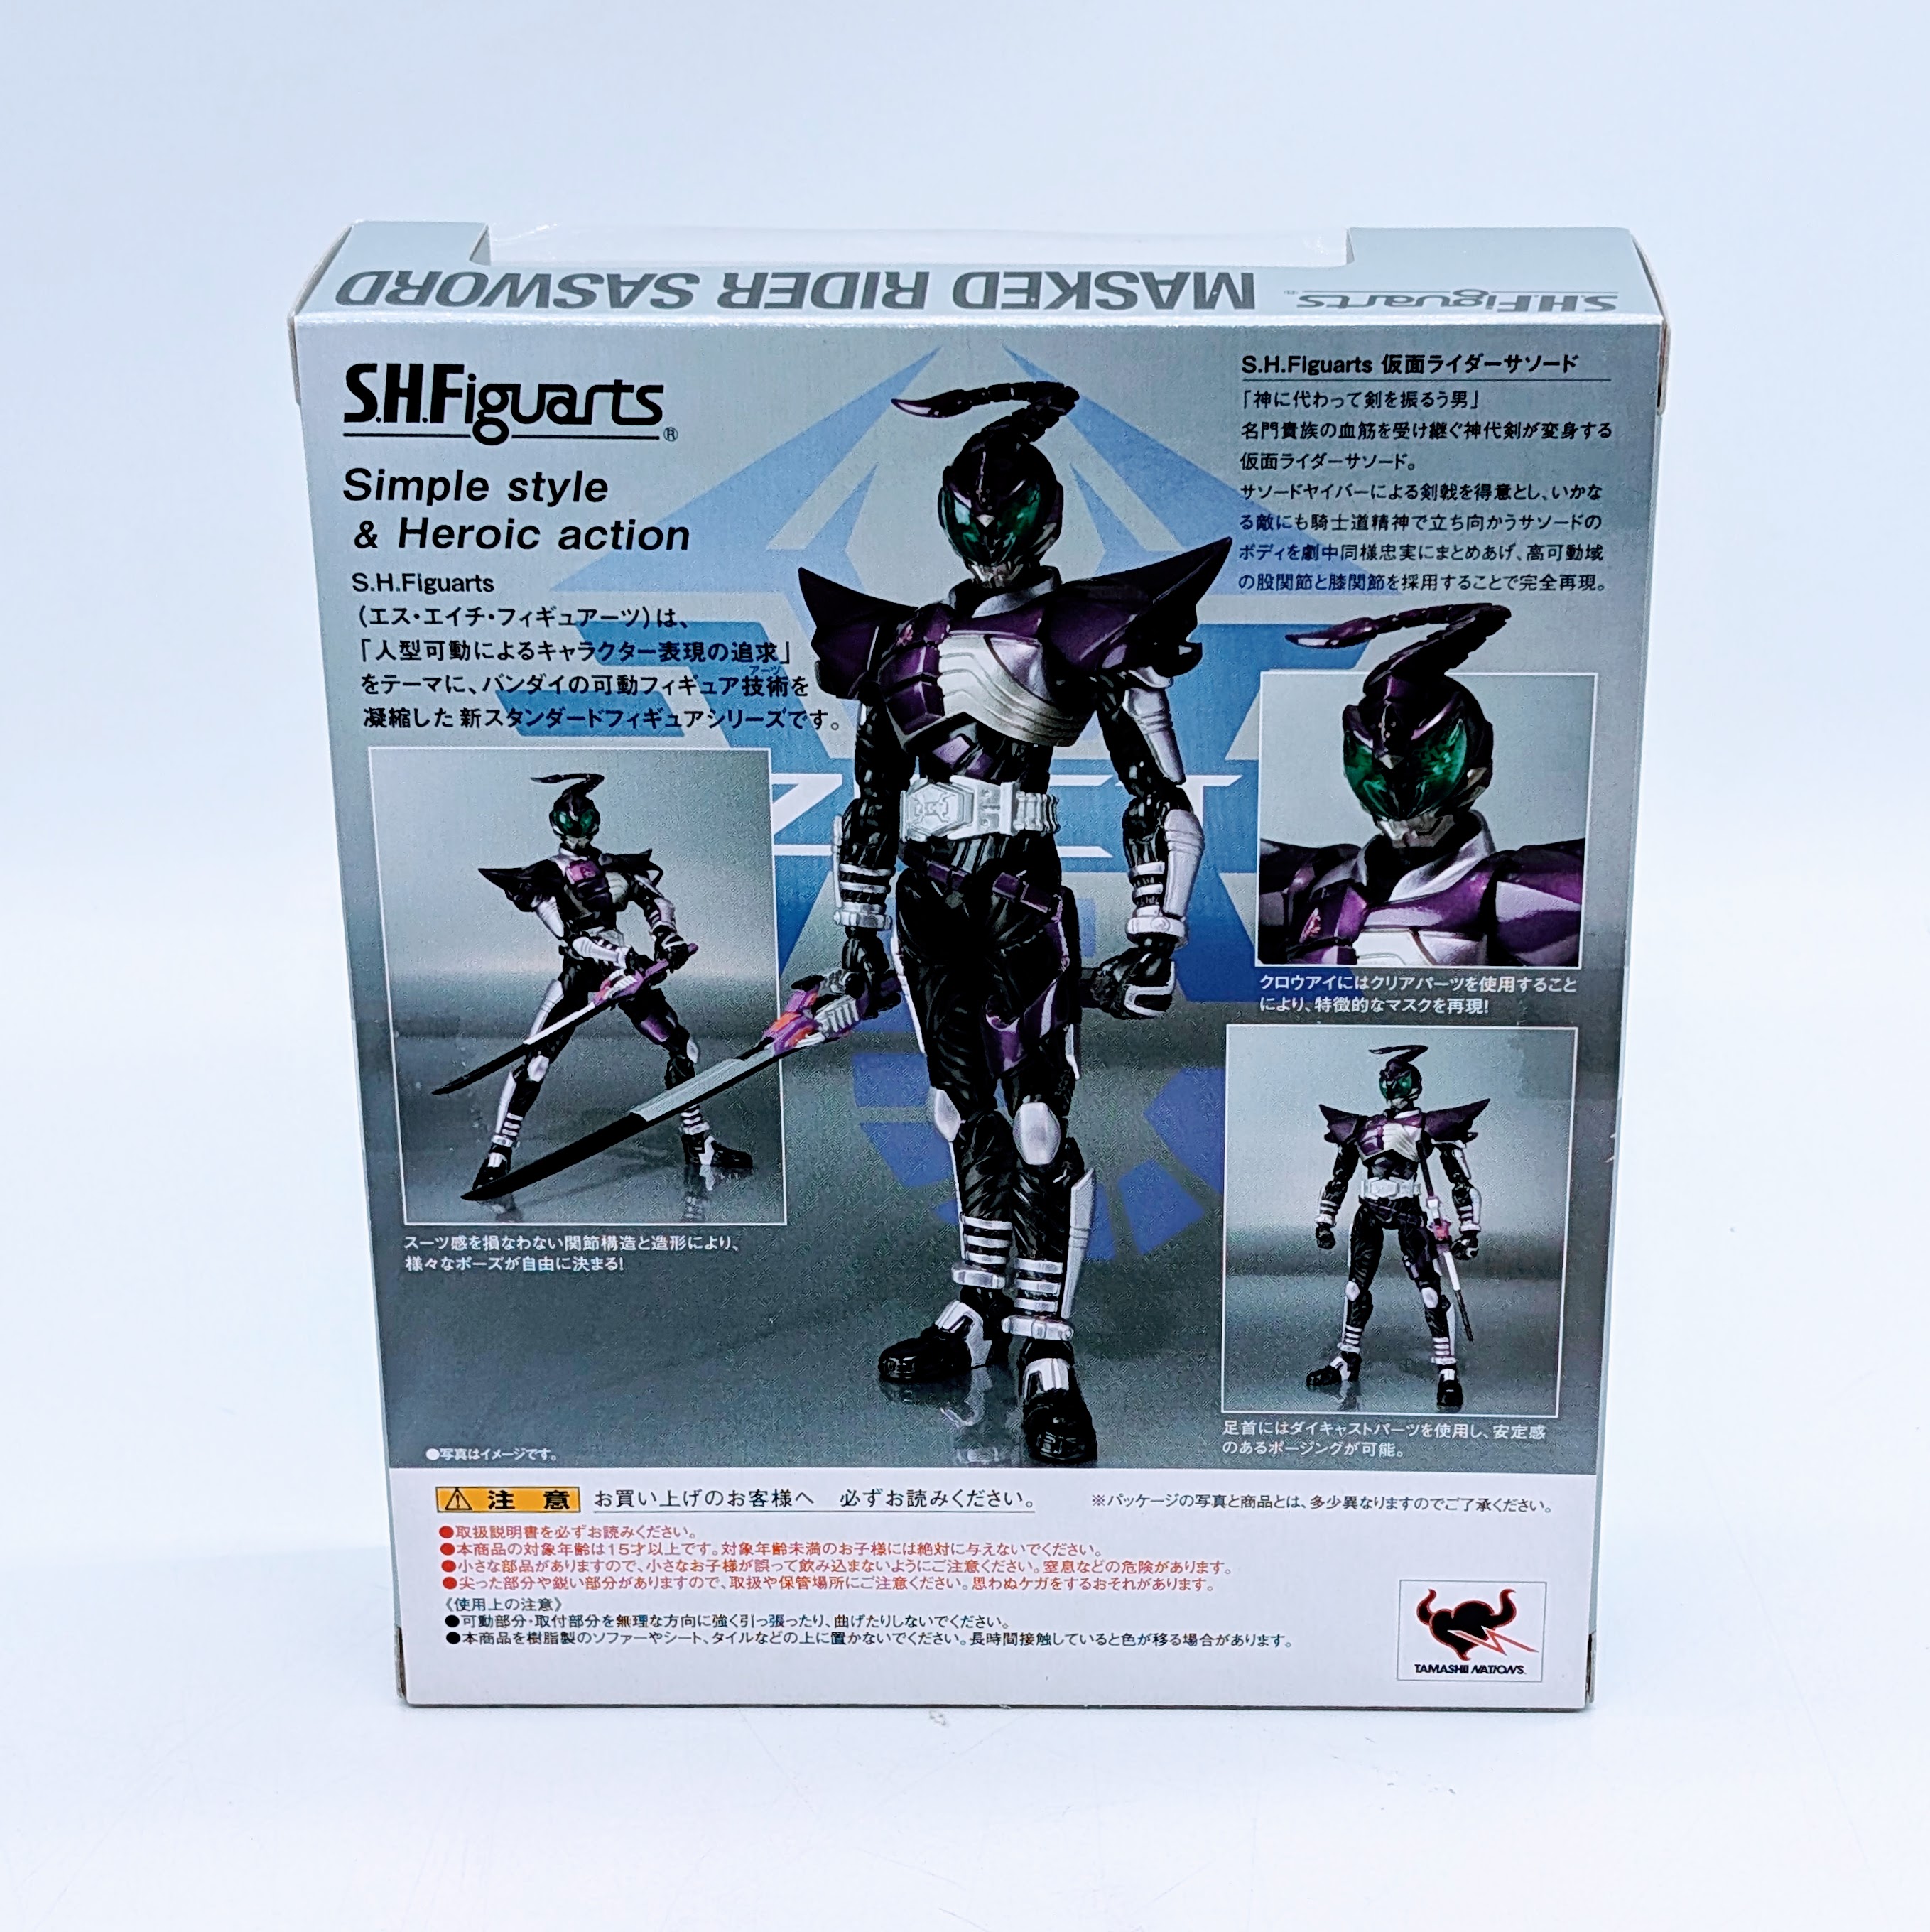 S.H.Figuarts® MASKED RIDER SASWORD
S.H.Figuarts®
Simple style
& Heroic action
S.H.Figuarts
(エス・エイチ・フィギュアーツ)は、
「人型可動によるキャラクター表現の追求」
アーツ
をテーマに、バンダイの可動フィギュア技術を
凝縮した新スタンダードフィギュアシリーズです。
S.H.Figuarts 仮面ライダーサソード
「神に代わって剣を振るう男」
名門貴族の血筋を受け継ぐ神代剣が変身する
仮面ライダーサソード。
サソードヤイバーによる剣戟を得意とし、いかな
る敵にも騎士道精神で立ち向かうサソードの
ボディを劇中同様忠実にまとめあげ、高可動域
の股関節と膝関節を採用することで完全再現。
クロウアイにはクリアパーツを使用すること
により、特徴的なマスクを再現!
スーツ感を損なわない関節構造と造形により、
様々なポーズが自由に決まる!
足首にはダイキャストパーツを使用し、安定感
のあるポージングが可能。
●写真はイメージです。
⚠注 意 お買い上げのお客様へ 必ずお読みください。
※パッケージの写真と商品とは、多少異なりますのでご了承ください。
●取扱説明書を必ずお読みください。
●本商品の対象年齢は15才以上です。対象年齢未満のお子様には絶対に与えないでください。
●小さな部品がありますので、小さなお子様が誤って飲み込まないようにご注意ください。窒息などの危険があります。
●尖った部分や鋭い部分がありますので、取扱や保管場所にご注意ください。思わぬケガをするおそれがあります。
《使用上の注意》
●可動部分・取付部分を無理な方向に強く引っ張ったり、曲げたりしないでください。
●本商品を樹脂製のソファーやシート、タイルなどの上に置かないでください。長時間接触していると色が移る場合があります。
TAMASHII NATIONS